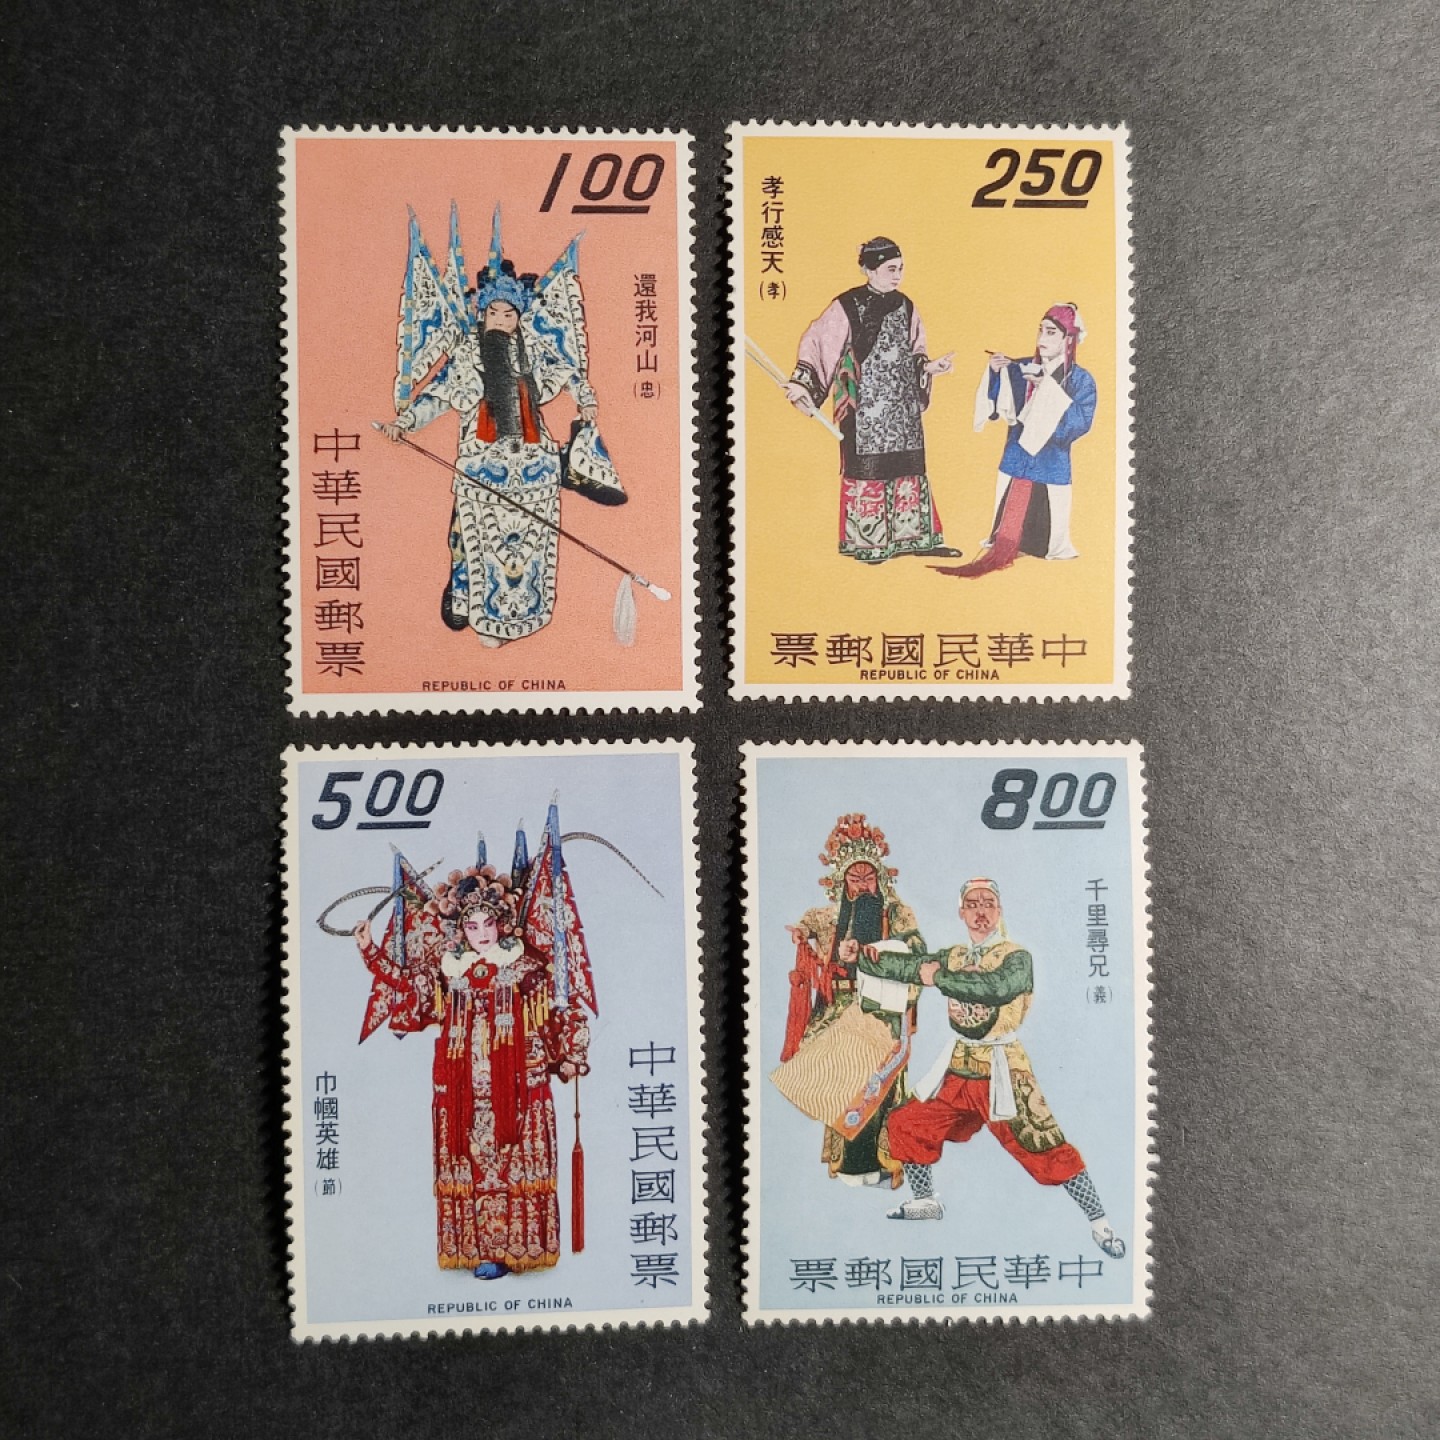 1.00
還我河山
(忠)
中華民國郵票
REPUBLIC OF CHINA
2.50
孝行感天
(孝)
票郵國民華中
REPUBLIC OF CHINA
5.00
巾幗英雄
(節)
中華民國郵票
REPUBLIC OF CHINA
8.00
千里尋兄
(義)
票郵國民華中
REPUBLIC OF CHINA